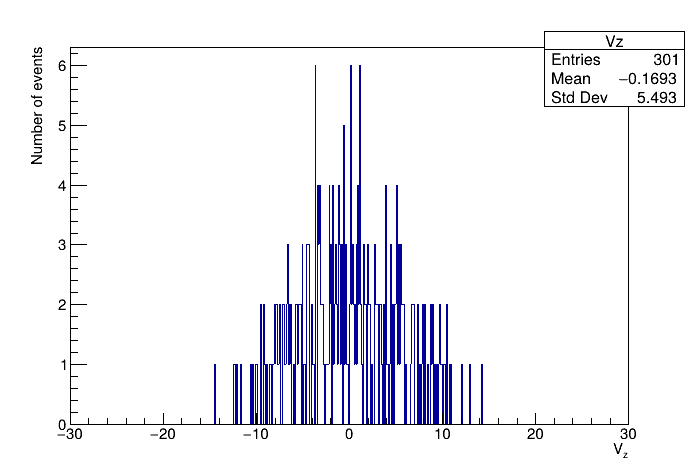 Vz
Entries 301
Mean −0.1693
Std Dev 5.493
Number of events
6
5
4
3
2
1
0
−30 −20 −10 0 10 20 30
Vz